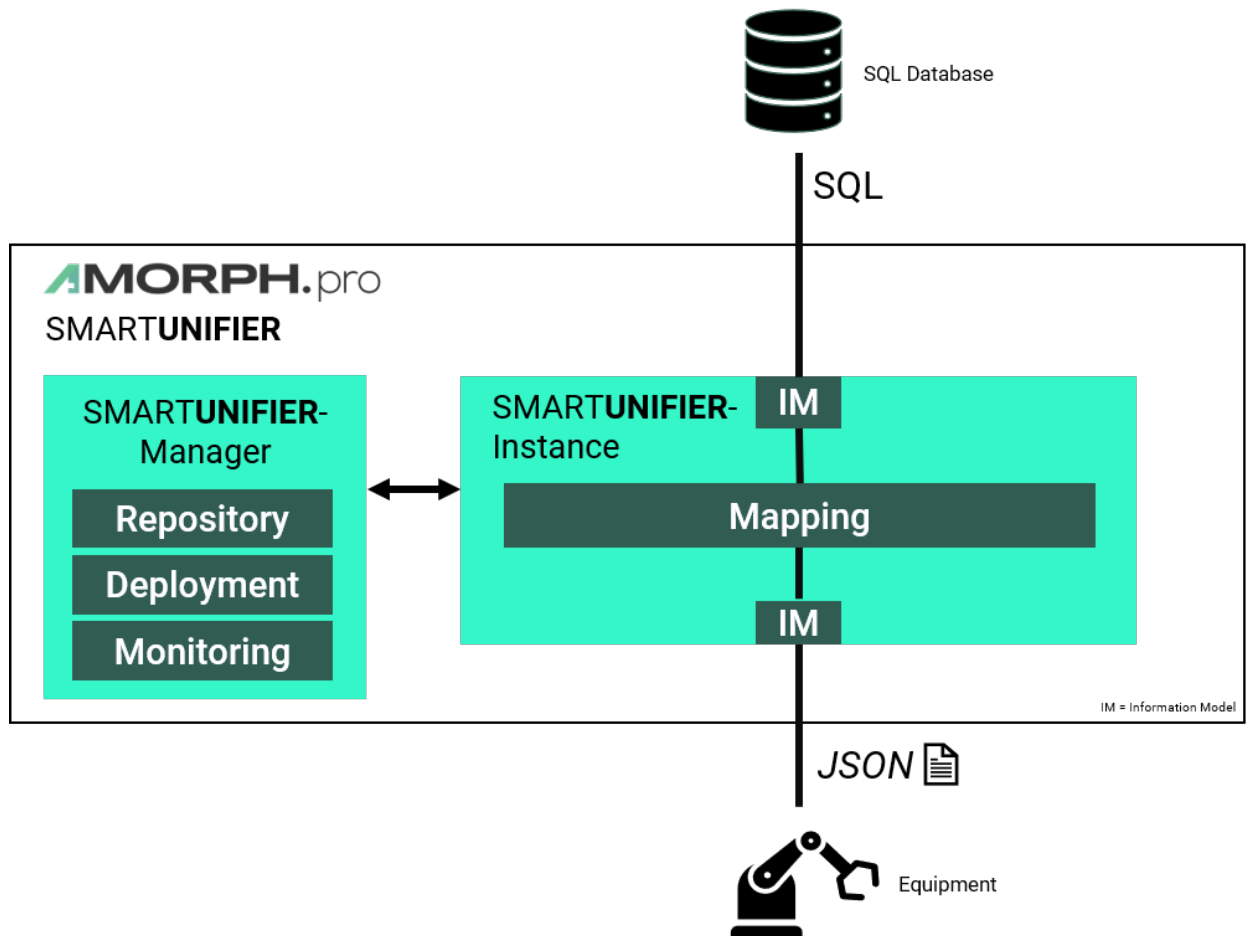 SQL Database
SQL
AMORPH.pro
SMARTUNIFIER
SMARTUNIFIER-
Manager
Repository
Deployment
Monitoring
SMARTUNIFIER-
Instance
IM
Mapping
IM
IM = Information Model
JSON
Equipment